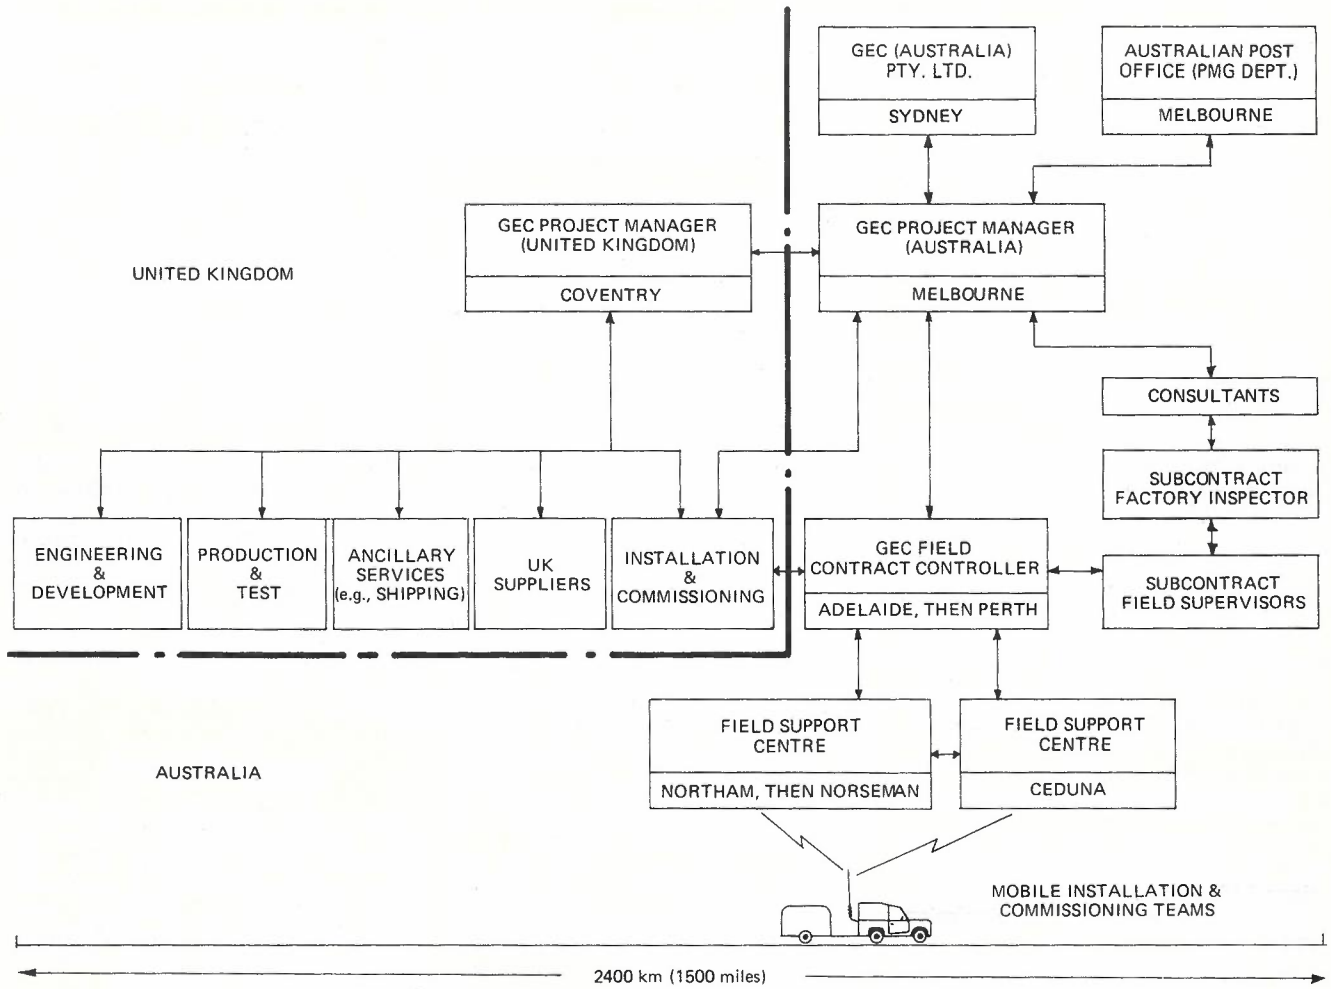 GEC (AUSTRALIA)
PTY. LTD.
SYDNEY
AUSTRALIAN POST
OFFICE (PMG DEPT.)
MELBOURNE
UNITED KINGDOM
GEC PROJECT MANAGER
(UNITED KINGDOM)
COVENTRY
GEC PROJECT MANAGER
(AUSTRALIA)
MELBOURNE
CONSULTANTS
SUBCONTRACT
FACTORY INSPECTOR
ENGINEERING
&
DEVELOPMENT
PRODUCTION
&
TEST
ANCILLARY
SERVICES
(e.g., SHIPPING)
UK
SUPPLIERS
INSTALLATION
&
COMMISSIONING
GEC FIELD
CONTRACT CONTROLLER
ADELAIDE, THEN PERTH
SUBCONTRACT
FIELD SUPERVISORS
AUSTRALIA
FIELD SUPPORT
CENTRE
NORTHAM, THEN NORSEMAN
FIELD SUPPORT
CENTRE
CEDUNA
MOBILE INSTALLATION &
COMMISSIONING TEAMS
2400 km (1500 miles)